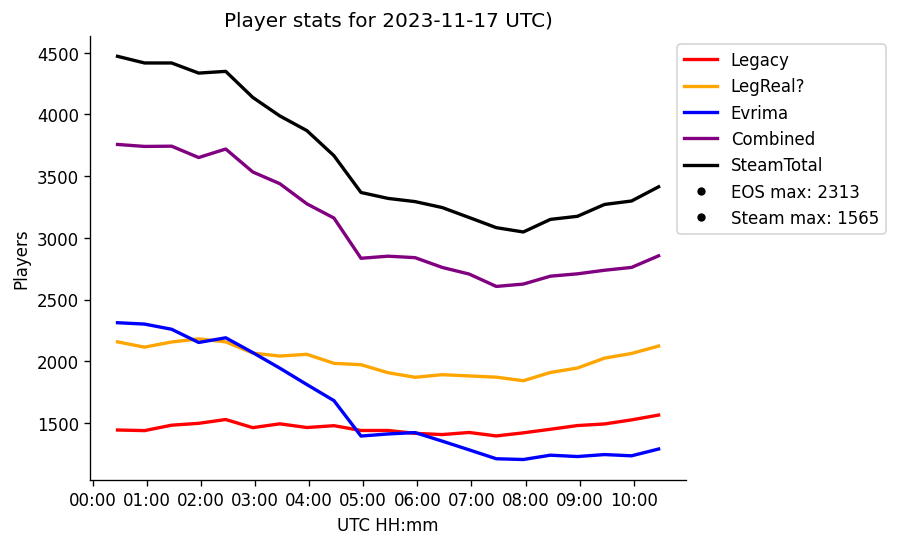 Player stats for 2023-11-17 UTC)
4500
4000
3500
3000
2500
2000
1500
Players
00:00 01:00 02:00 03:00 04:00 05:00 06:00 07:00 08:00 09:00 10:00
UTC HH:mm
Legacy
LegReal?
Evrima
Combined
SteamTotal
EOS max: 2313
Steam max: 1565